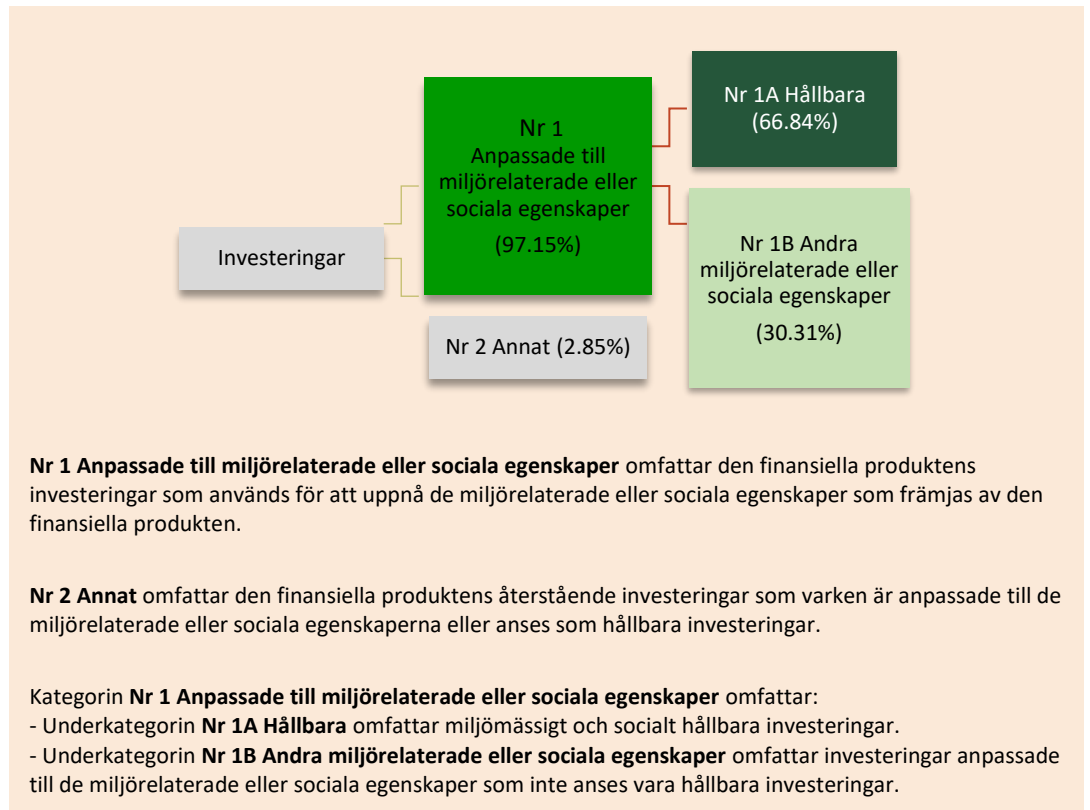 Investeringar
Nr 1
Anpassade till
miljörelaterade eller
sociala egenskaper
(97.15%)
Nr 2 Annat (2.85%)
Nr 1A Hållbara
(66.84%)
Nr 1B Andra
miljörelaterade eller
sociala egenskaper
(30.31%)
Nr 1 Anpassade till miljörelaterade eller sociala egenskaper omfattar den finansiella produktens
investeringar som används för att uppnå de miljörelaterade eller sociala egenskaper som främjas av den
finansiella produkten.
Nr 2 Annat omfattar den finansiella produktens återstående investeringar som varken är anpassade till de
miljörelaterade eller sociala egenskaperna eller anses som hållbara investeringar.
Kategorin Nr 1 Anpassade till miljörelaterade eller sociala egenskaper omfattar:
- Underkategorin Nr 1A Hållbara omfattar miljömässigt och socialt hållbara investeringar.
- Underkategorin Nr 1B Andra miljörelaterade eller sociala egenskaper omfattar investeringar anpassade
till de miljörelaterade eller sociala egenskaper som inte anses vara hållbara investeringar.